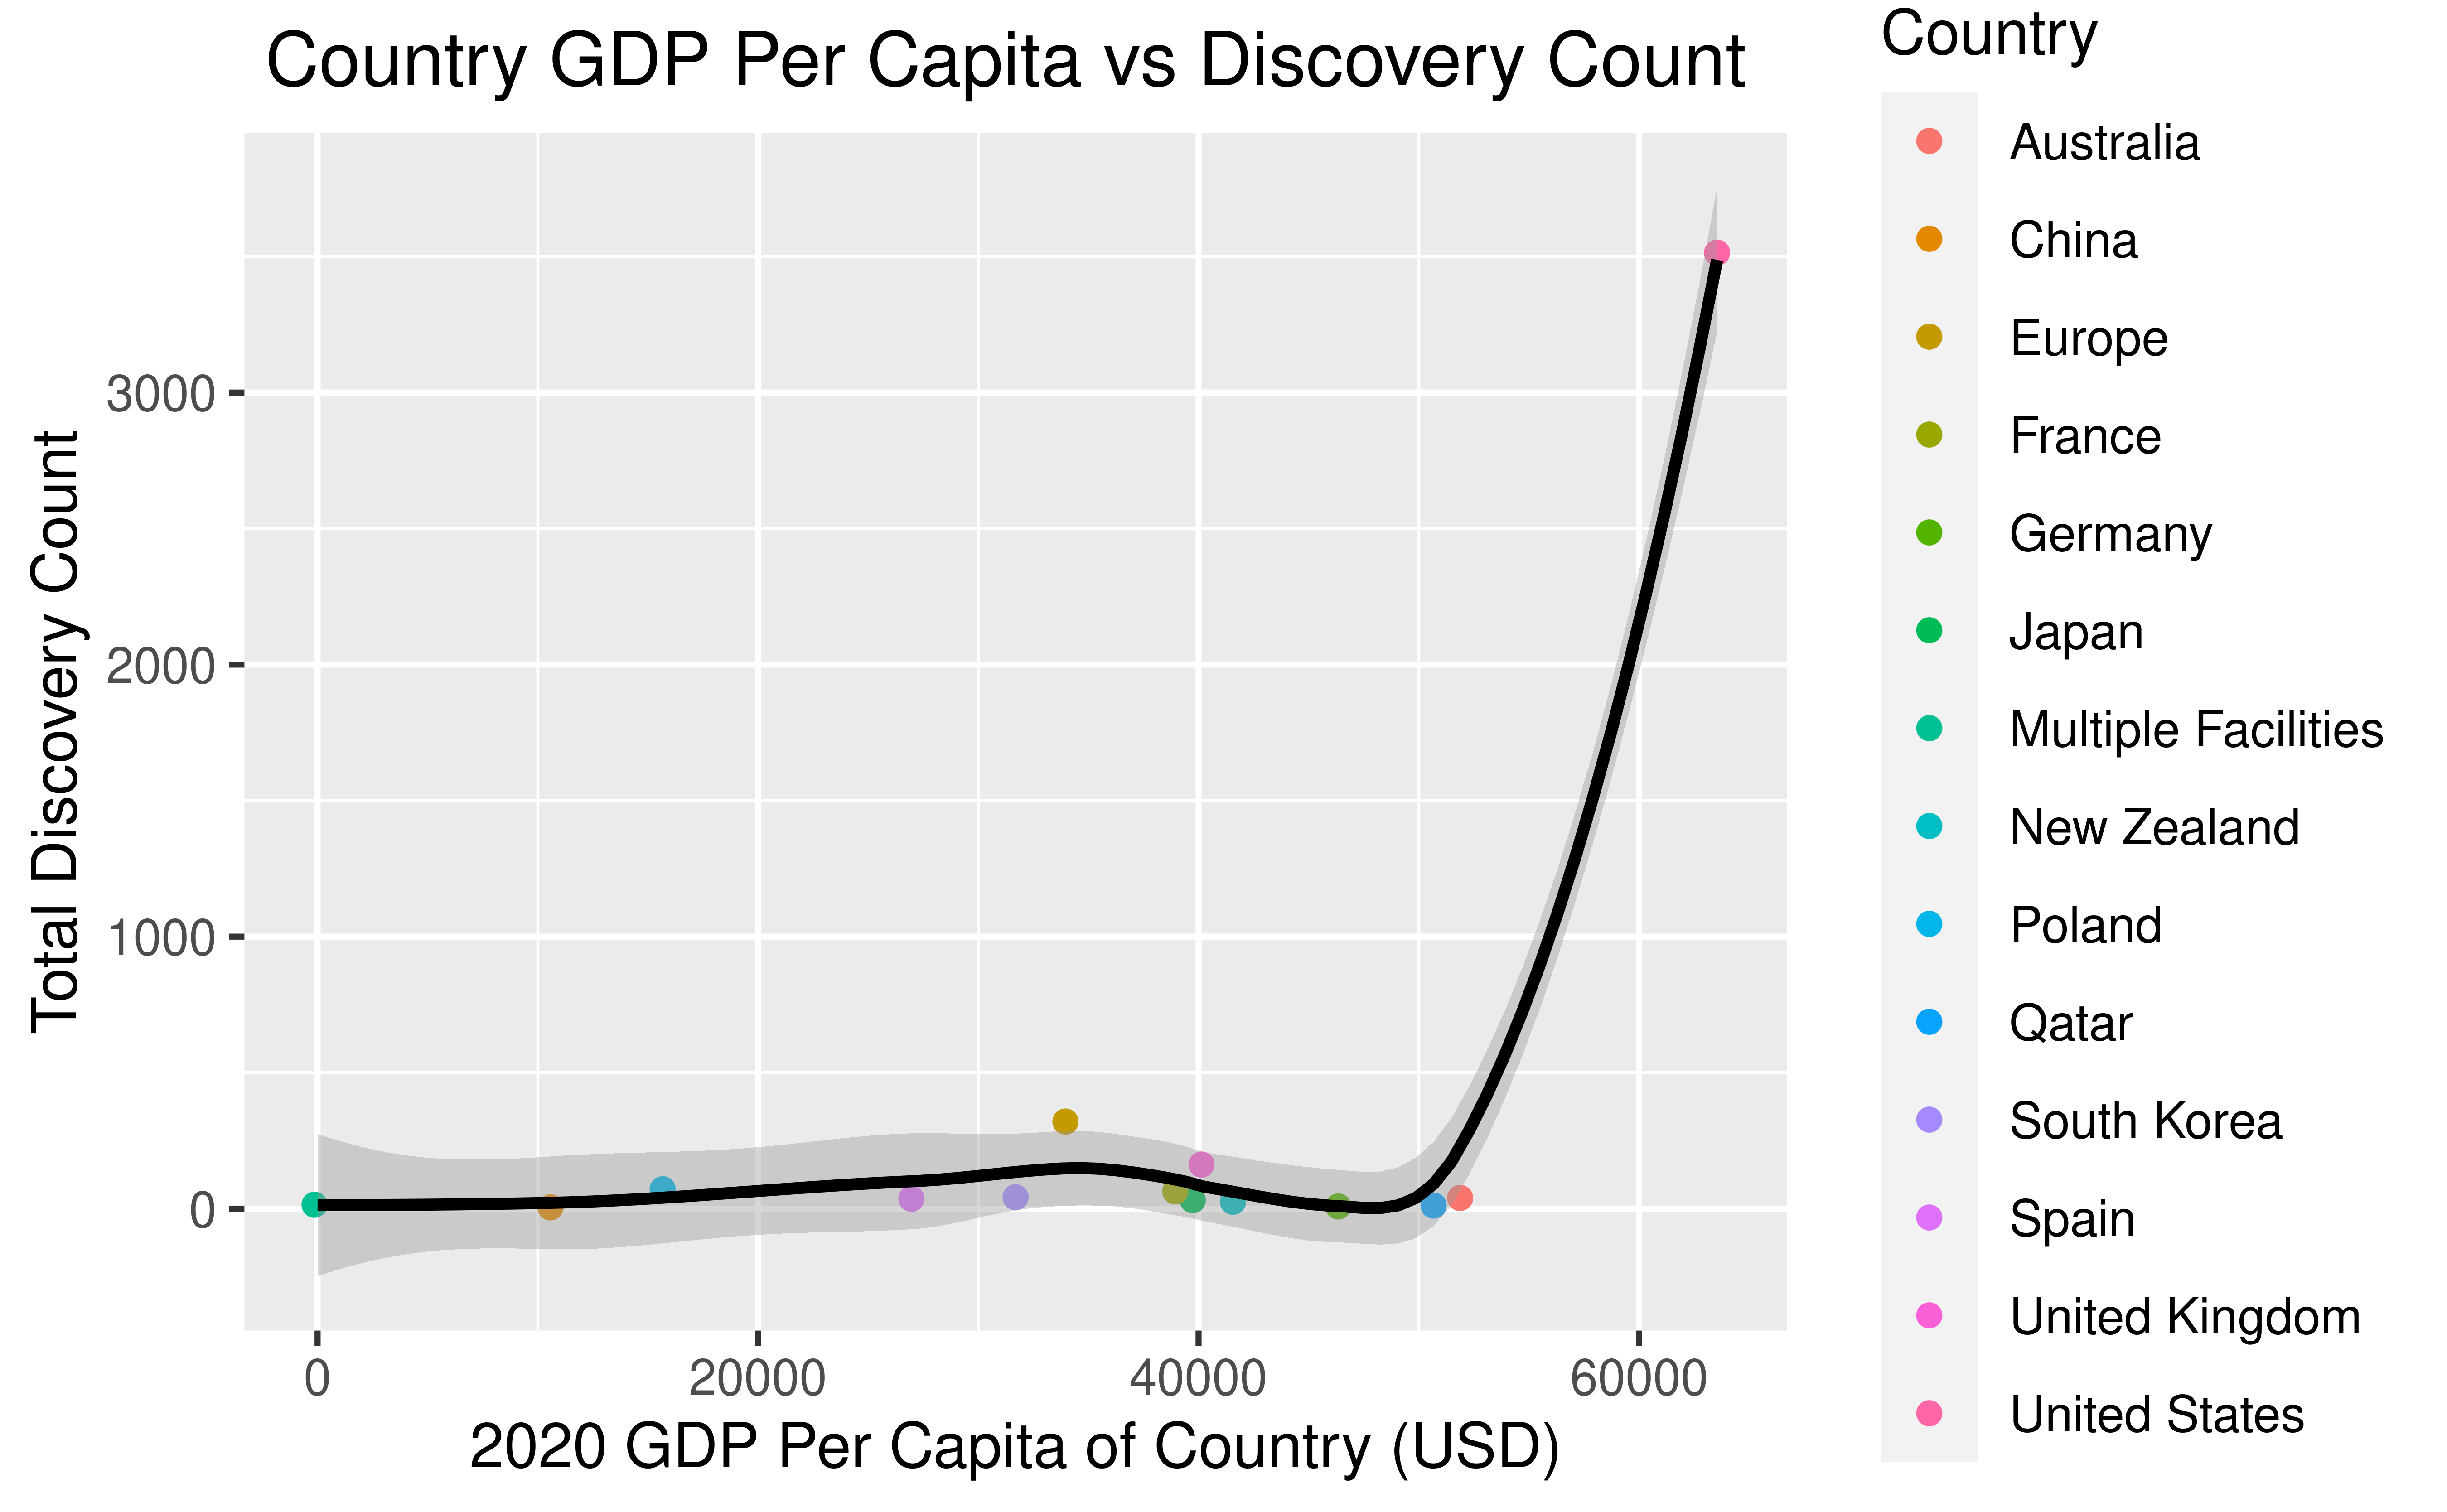 Country GDP Per Capita vs Discovery Count
Total Discovery Count
3000
2000
1000
0
0
20000
40000
60000
2020 GDP Per Capita of Country (USD)
Country
Australia
China
Europe
France
Germany
Japan
Multiple Facilities
New Zealand
Poland
Qatar
South Korea
Spain
United Kingdom
United States